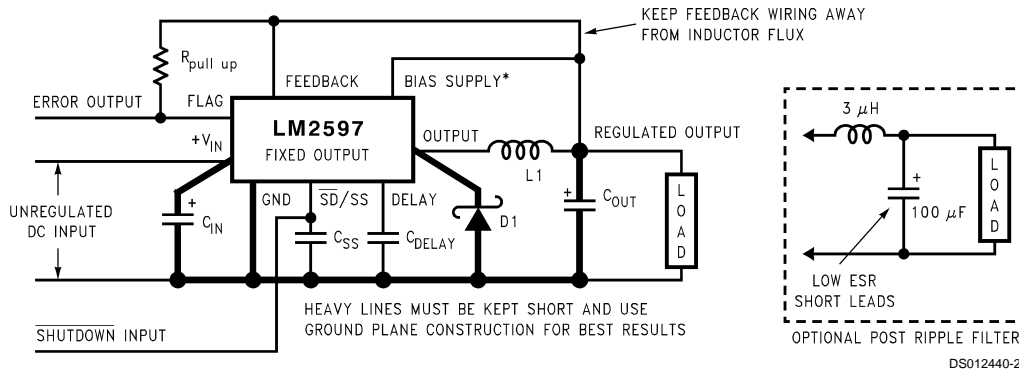 KEEP FEEDBACK WIRING AWAY
FROM INDUCTOR FLUX
Rpull up
FEEDBACK
BIAS SUPPLY*
ERROR OUTPUT
FLAG
LM2597
FIXED OUTPUT
+VIN
OUTPUT
REGULATED OUTPUT
L1
UNREGULATED
DC INPUT
+
CIN
GND
SD/SS
DELAY
CSS
CDELAY
D1
+
COUT
LOAD
HEAVY LINES MUST BE KEPT SHORT AND USE
GROUND PLANE CONSTRUCTION FOR BEST RESULTS
SHUTDOWN INPUT
3 μH
+
100 μF
LOAD
LOW ESR
SHORT LEADS
OPTIONAL POST RIPPLE FILTER
DS012440-2